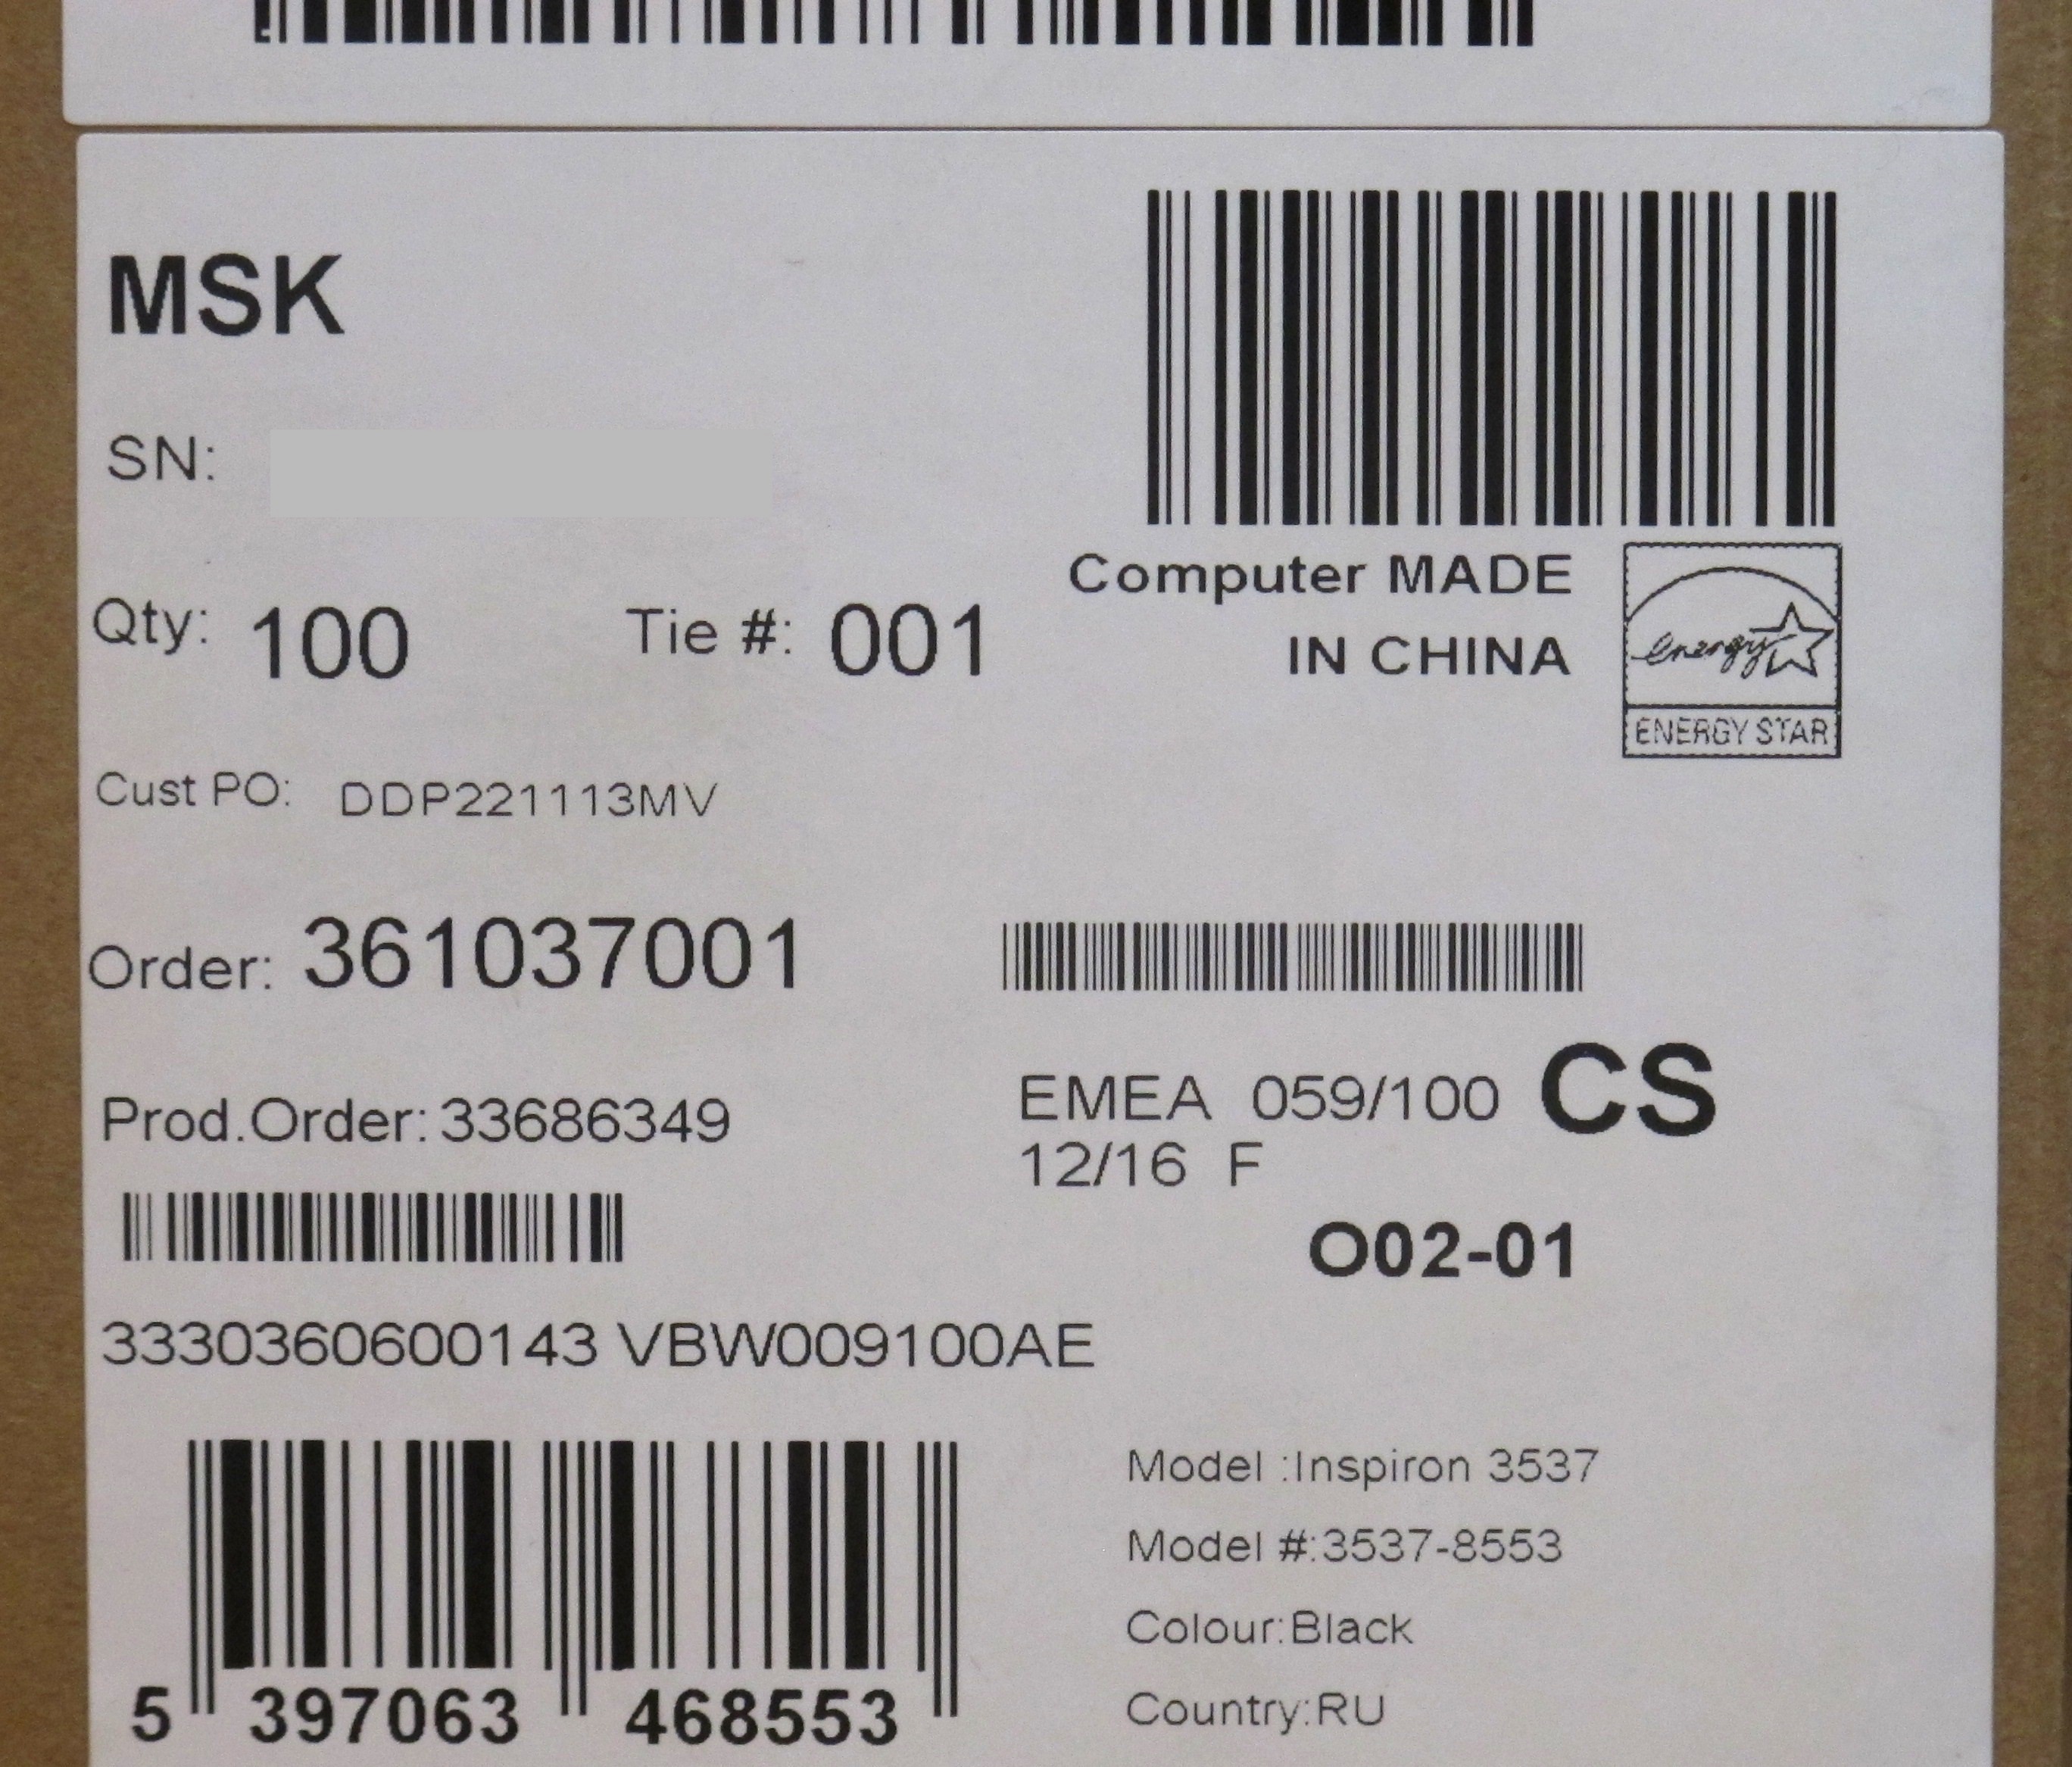 MSK
SN:
Computer MADE
IN CHINA
energy
ENERGY STAR
Qty: 100 Tie #: 001
Cust PO: DDP221113MV
Order: 361037001
Prod.Order: 33686349
EMEA 059/100 CS
12/16 F
O02-01
3330360600143 VBW009100AE
5 397063 468553
Model :Inspiron 3537
Model #:3537-8553
Colour:Black
Country:RU